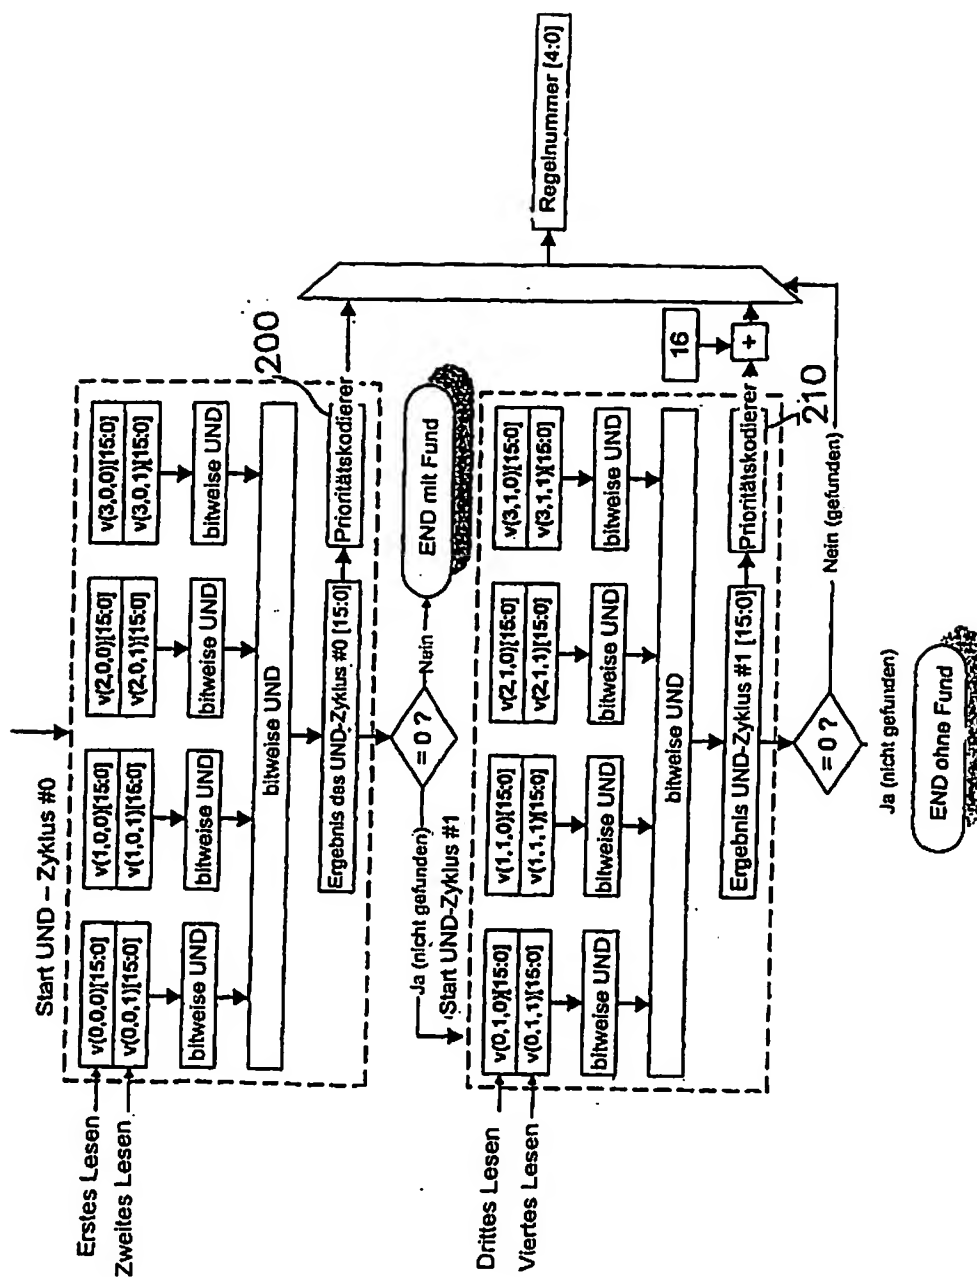 Start UND – Zyklus #0
Erstes Lesen
Zweites Lesen
v(0,0,0)[15:0]
v(0,0,1)[15:0]
v(1,0,0)[15:0]
v(1,0,1)[15:0]
v(2,0,0)[15:0]
v(2,0,1)[15:0]
v(3,0,0)[15:0]
v(3,0,1)[15:0]
bitweise UND
bitweise UND
bitweise UND
bitweise UND
bitweise UND
200
Ergebnis des UND-Zyklus #0 [15:0]
Prioritätskodierer
= 0 ?
Nein
END mit Fund
Ja (nicht gefunden)
Start UND-Zyklus #1
Drittes Lesen
Viertes Lesen
v(0,1,0)[15:0]
v(0,1,1)[15:0]
v(1,1,0)[15:0]
v(1,1,1)[15:0]
v(2,1,0)[15:0]
v(2,1,1)[15:0]
v(3,1,0)[15:0]
v(3,1,1)[15:0]
bitweise UND
bitweise UND
bitweise UND
bitweise UND
bitweise UND
Ergebnis UND-Zyklus #1 [15:0]
Prioritätskodierer
210
16
+
Regelnummer [4:0]
= 0 ?
Nein (gefunden)
Ja (nicht gefunden)
END ohne Fund